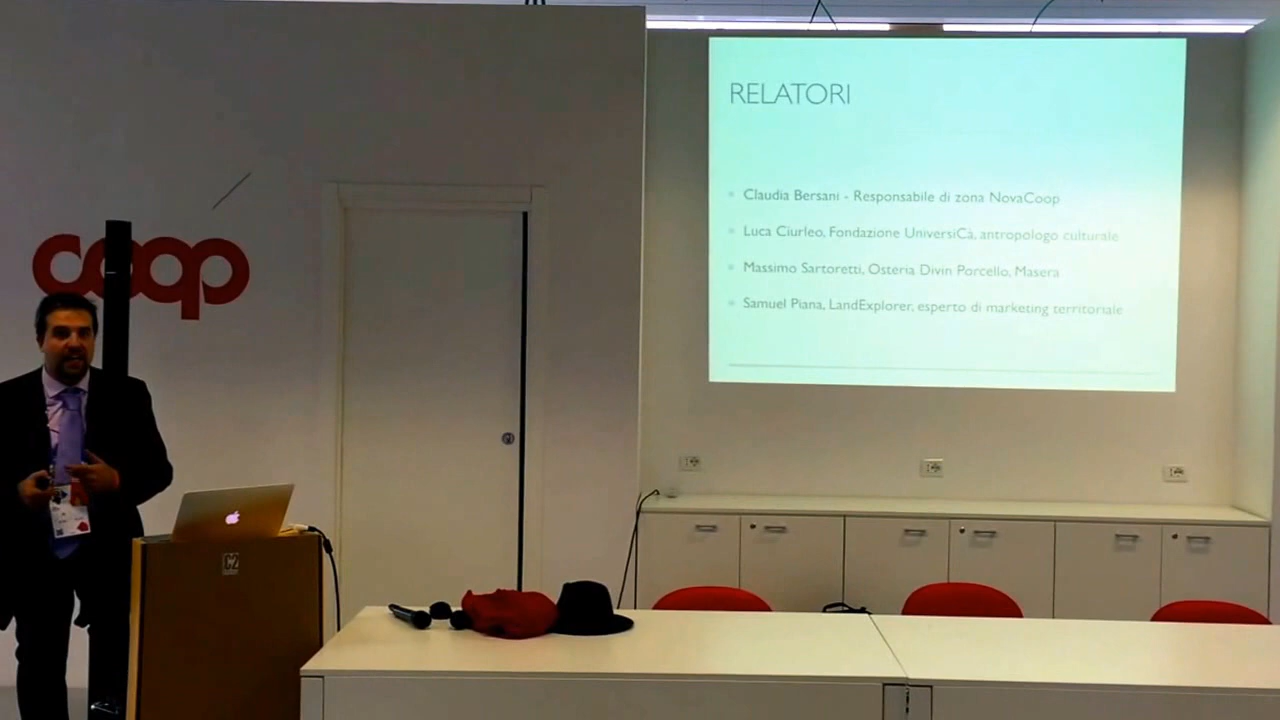 RELATORI
Claudia Bersani - Responsabile di zona NovaCoop
Luca Ciurleo, Fondazione UniversiCà, antropologo culturale
Massimo Sartoretti, Osteria Divin Porcello, Masera
Samuel Piana, LandExplorer, esperto di marketing territoriale
coop
C2